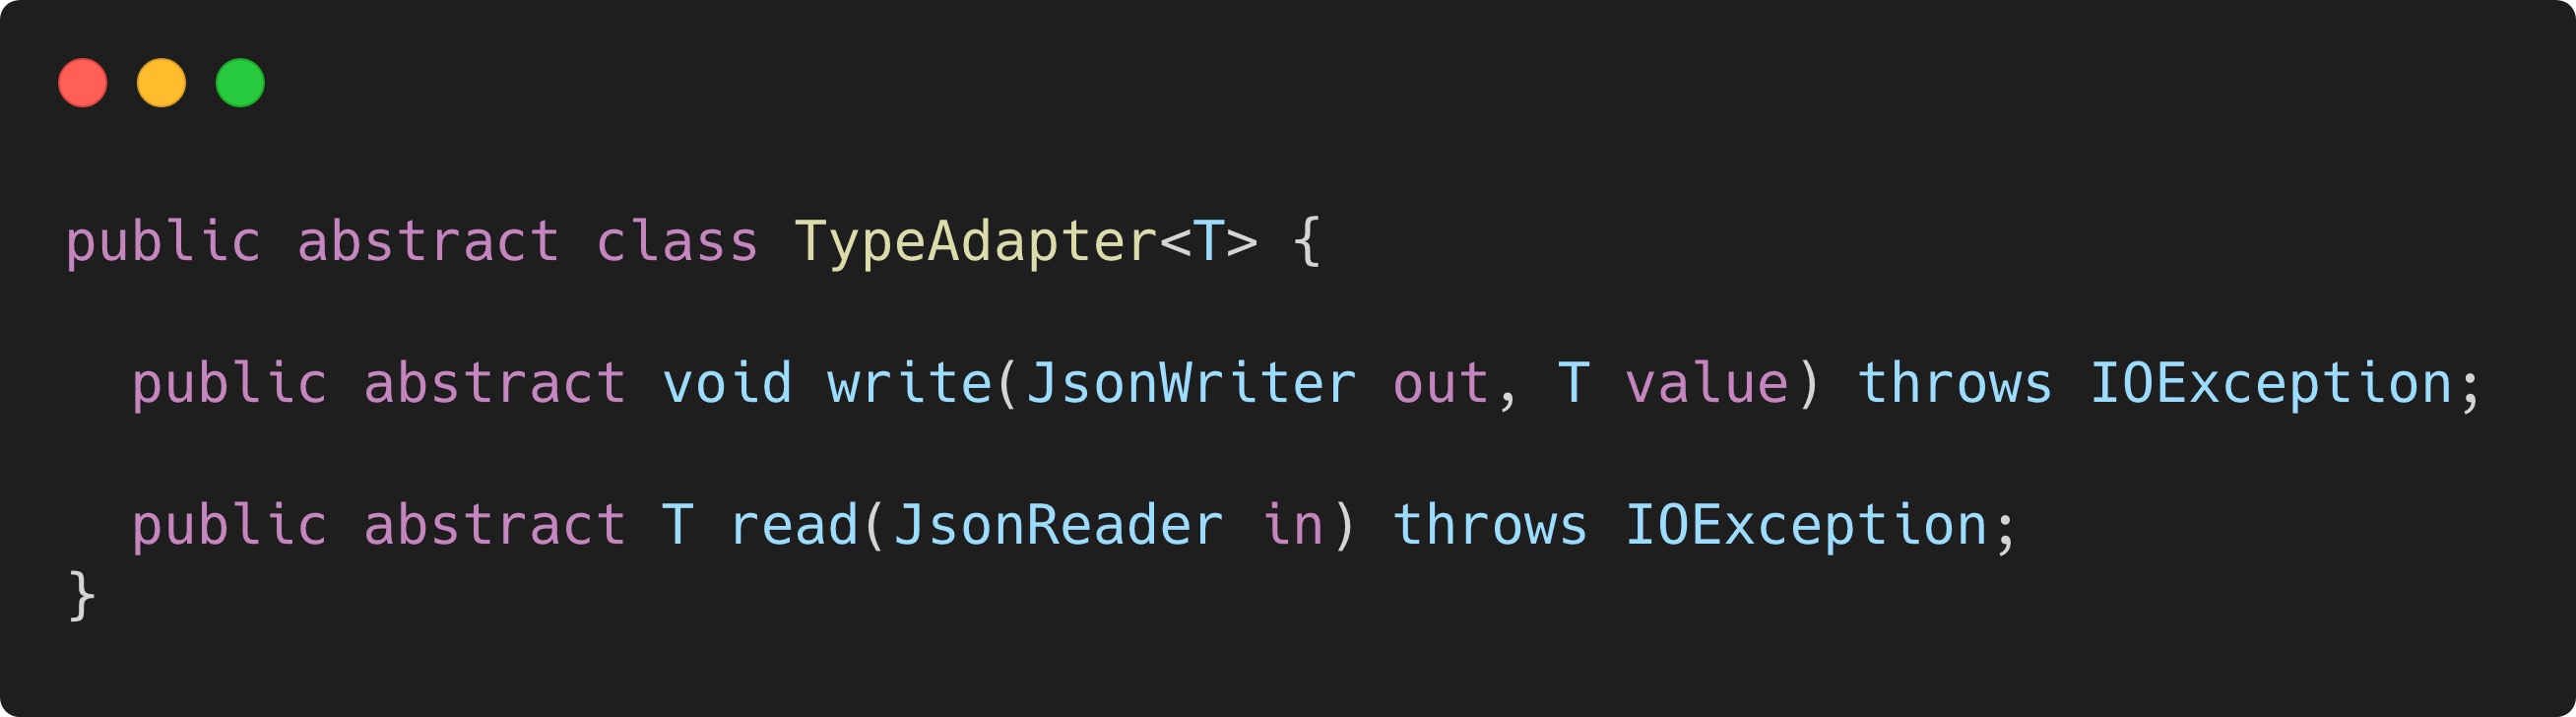 public abstract class TypeAdapter<T> {
public abstract void write(JsonWriter out, T value) throws IOException;
public abstract T read(JsonReader in) throws IOException;
}